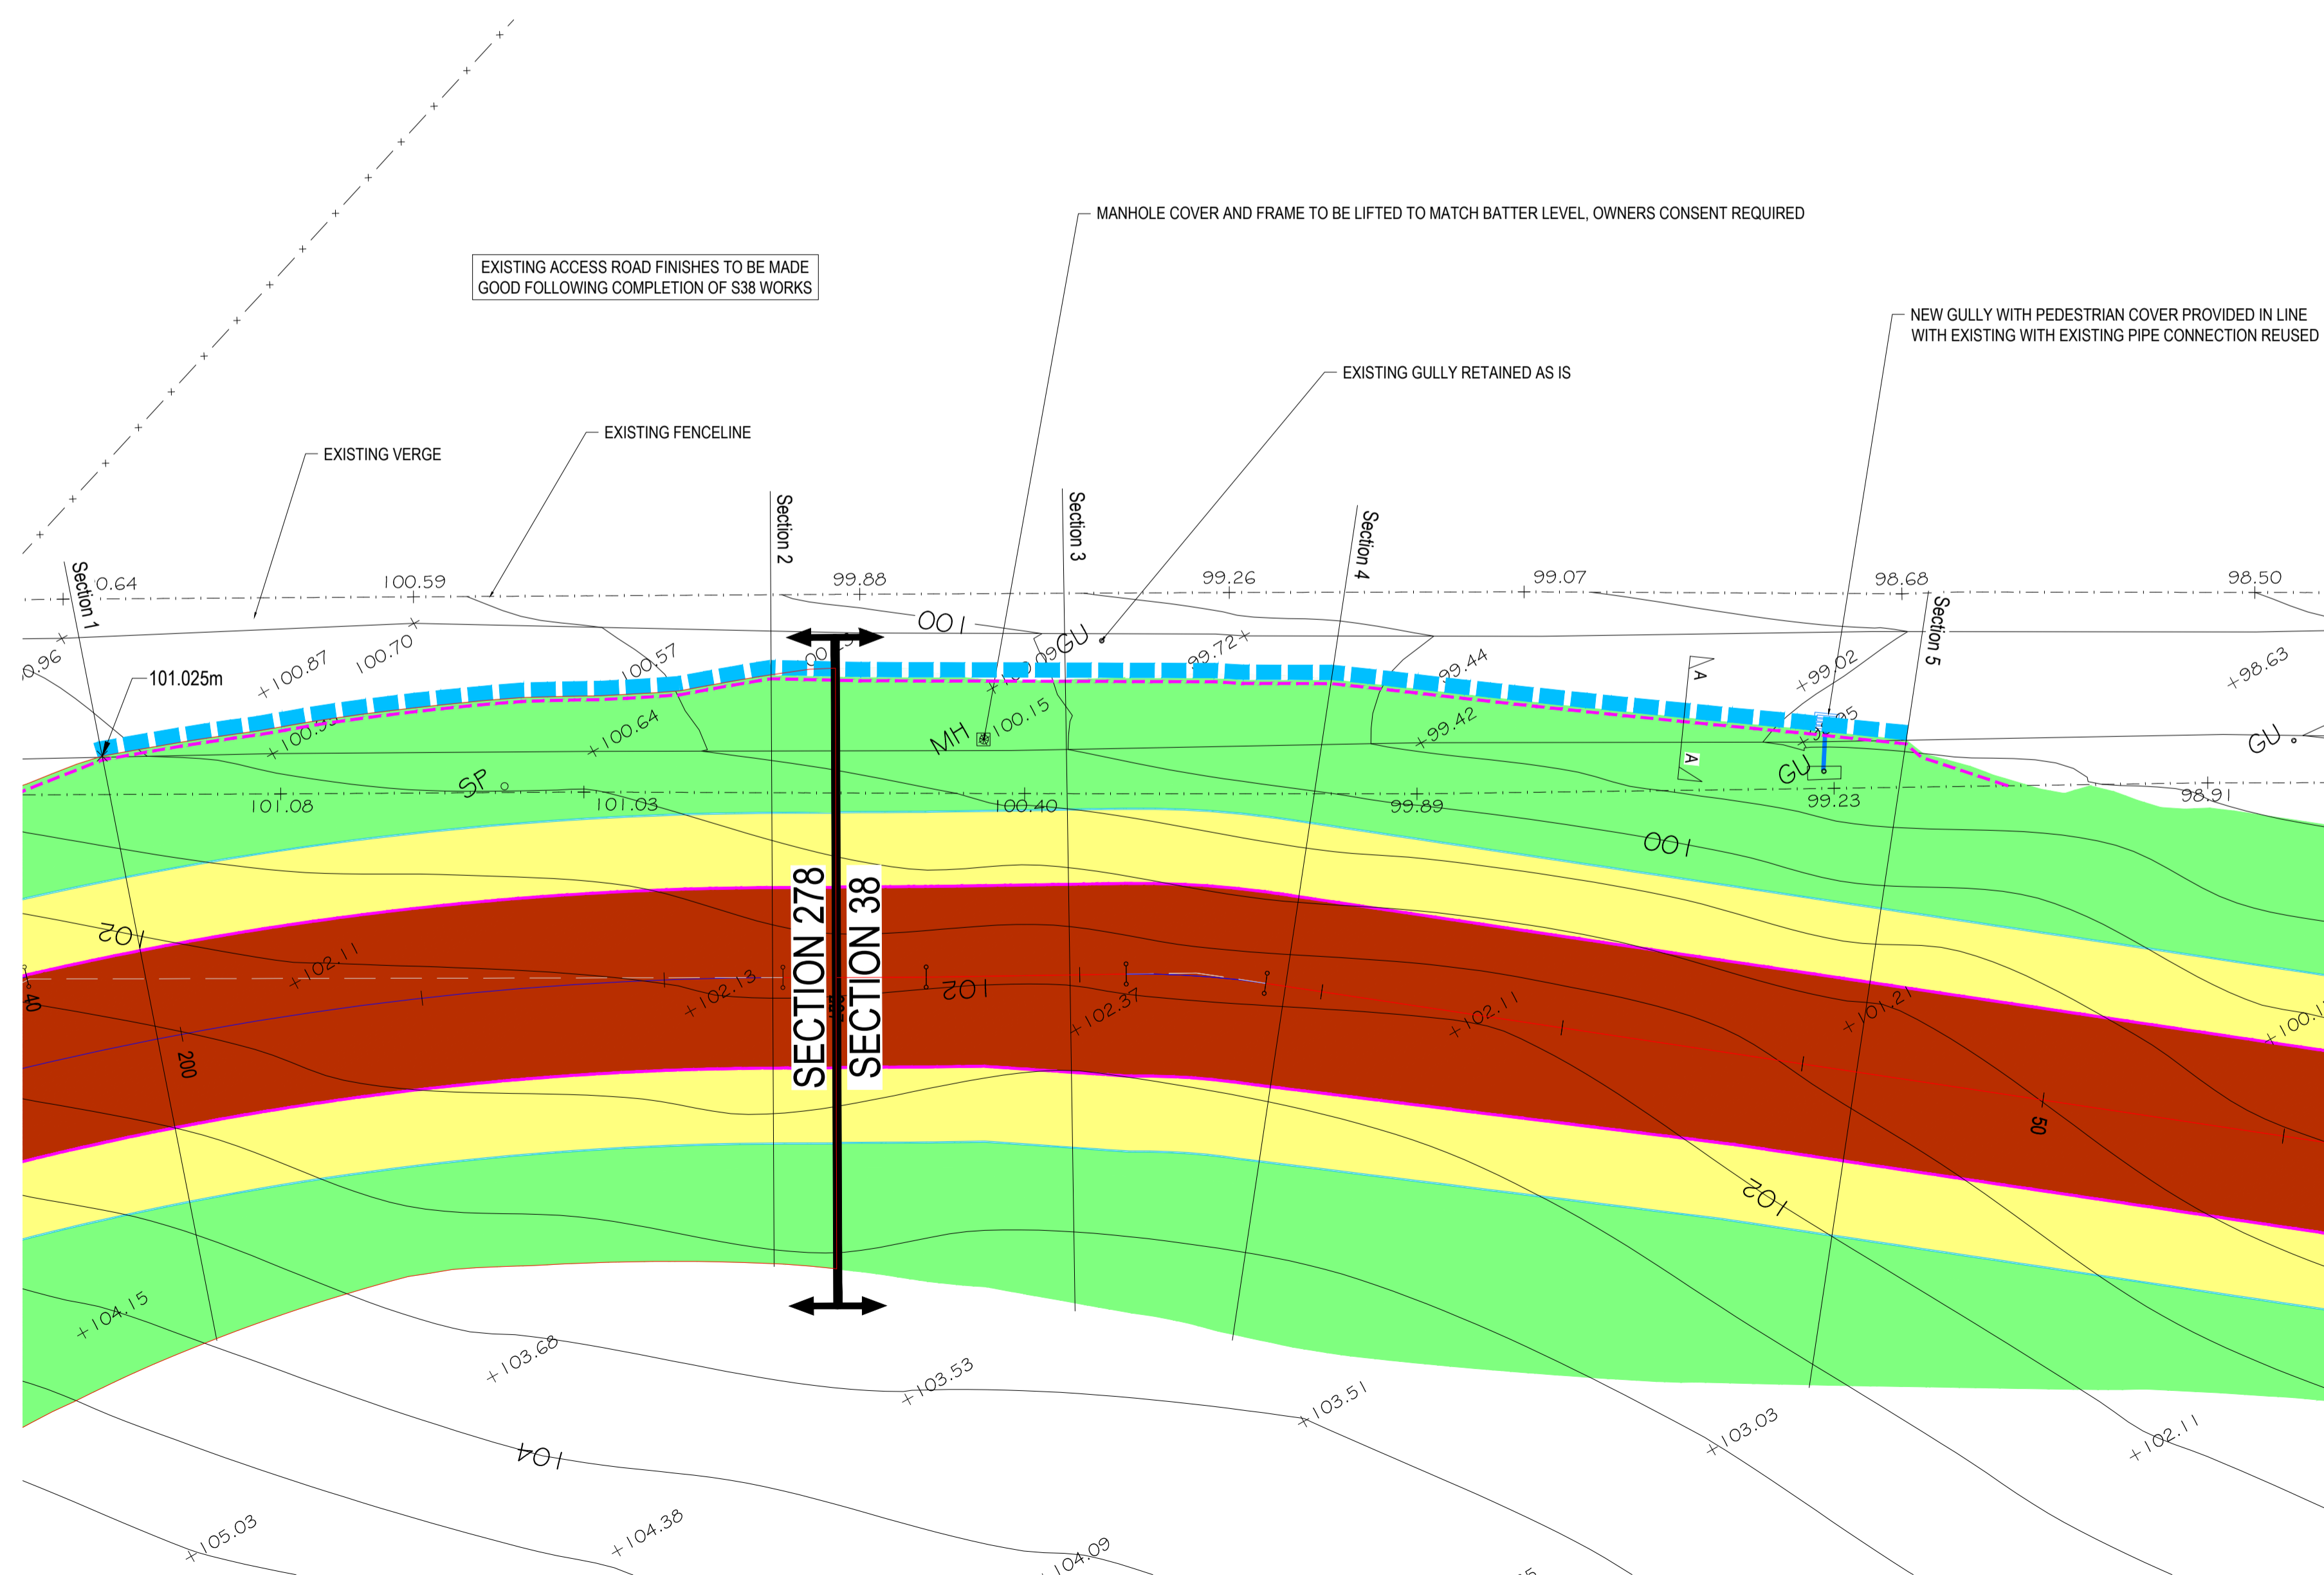 MANHOLE COVER AND FRAME TO BE LIFTED TO MATCH BATTER LEVEL, OWNERS CONSENT REQUIRED
EXISTING ACCESS ROAD FINISHES TO BE MADE
GOOD FOLLOWING COMPLETION OF S38 WORKS
NEW GULLY WITH PEDESTRIAN COVER PROVIDED IN LINE
WITH EXISTING WITH EXISTING PIPE CONNECTION REUSED
EXISTING GULLY RETAINED AS IS
EXISTING FENCELINE
EXISTING VERGE
Section 1
Section 2
Section 3
Section 4
Section 5
0.64
100.59
99.88
99.26
99.07
98.68
98.50
100
GU
0.96
+100.87
100.70
100.57
99.72+
+99.44
+99.02
+98.63
101.025m
+100.64
MH
100.15
+99.42
A
A
GU
GU
SP
101.08
101.03
100.40
99.89
99.23
98.91
100
SECTION 278
SECTION 38
102
+102.11
+102.13
102
+102.37
+102.11
+101.21
40
200
50
102
+104.15
+103.68
+103.53
+103.51
+103.03
+102.11
104
+105.03
+104.38
104.09